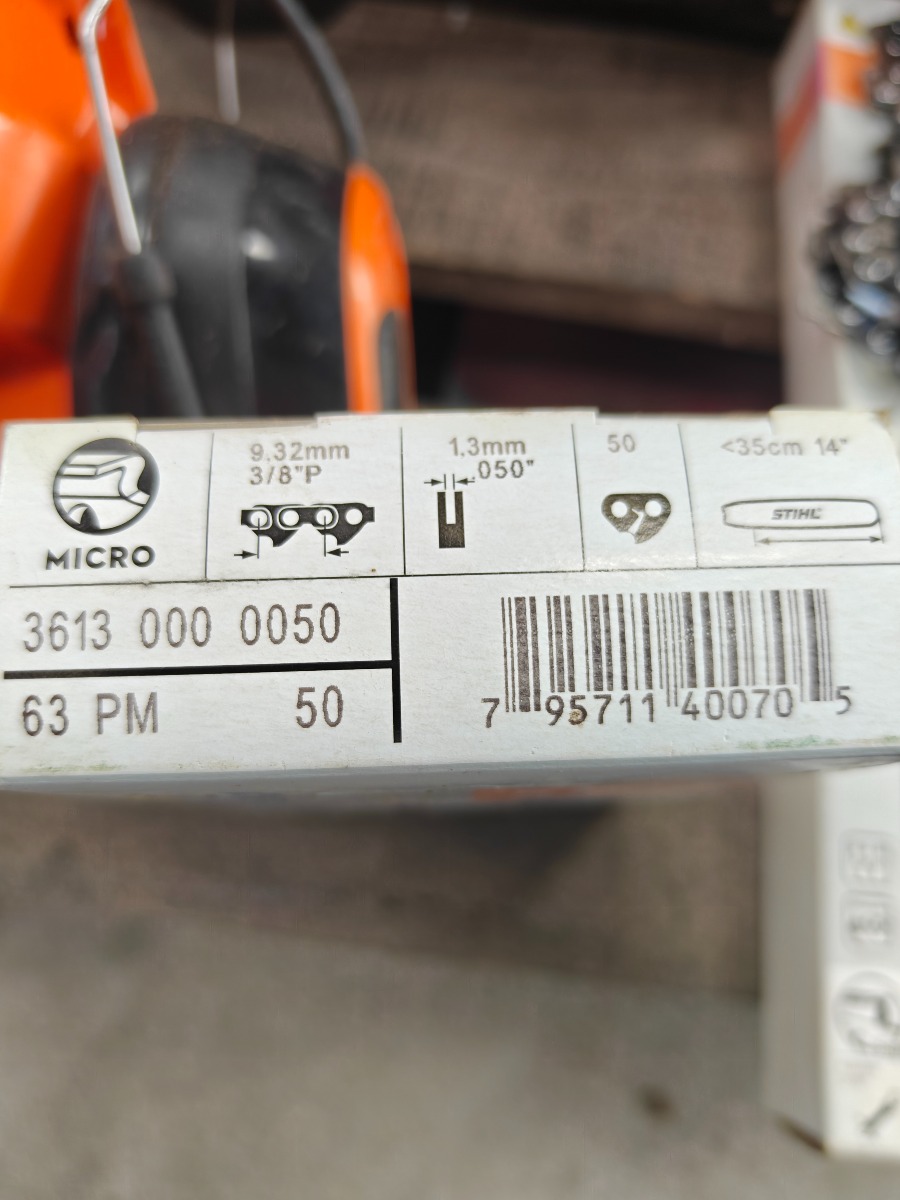 MICRO
9.32mm
3/8"P
1,3mm
.050"
50
<35cm 14"
STIHL
3613 000 0050
63 PM 50
7 95711 40070 5